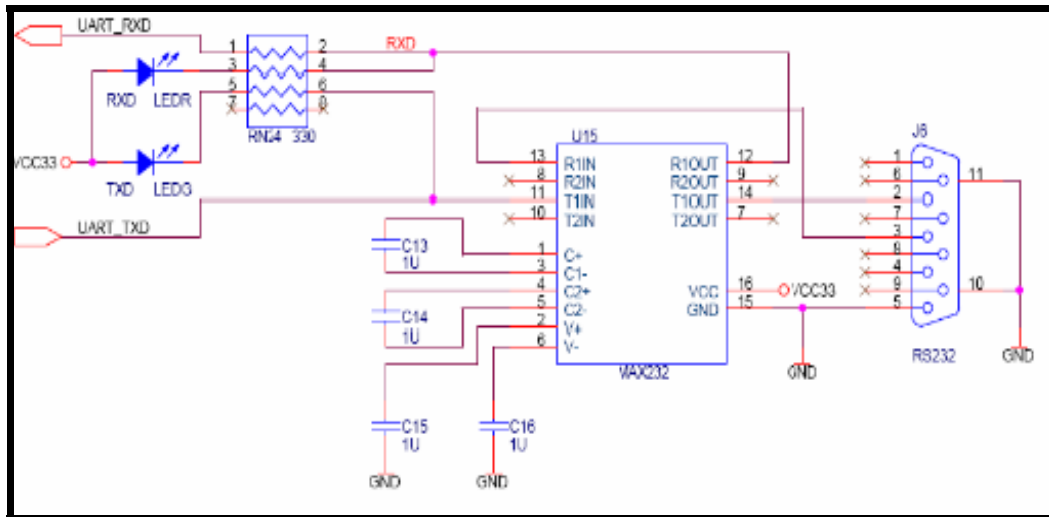 UART_RXD
1 2 RXD
3 4
5 6
7 8
RXD LEDR
RN24 330
VCC33
TXD LEDG
UART_TXD
U15
13 R1IN R1OUT 12
8 R2IN R2OUT 9
11 T1IN T1OUT 14
10 T2IN T2OUT 7
1 C+
3 C1-
4 C2+
5 C2-
2 V+
6 V-
VCC 16 VCC33
GND 15
MAX232
C13
1U
C14
1U
C15
1U
C16
1U
GND
GND
GND
J6
1
6
2
7
3
8
4
9
5
11
10
RS232
GND